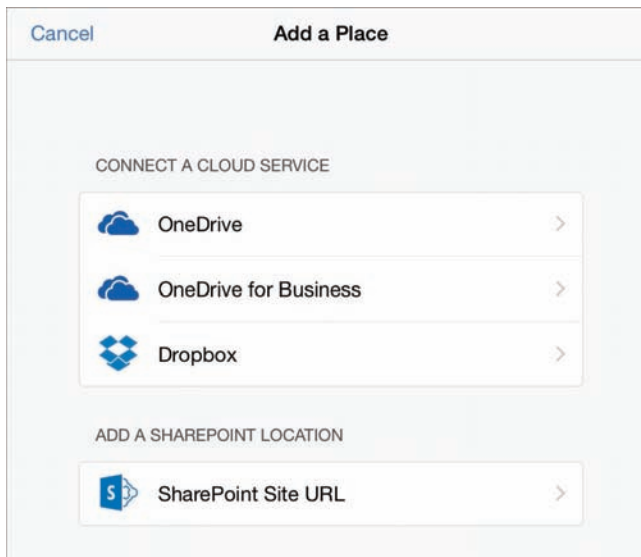 Cancel
Add a Place
CONNECT A CLOUD SERVICE
OneDrive
OneDrive for Business
Dropbox
ADD A SHAREPOINT LOCATION
S
SharePoint Site URL